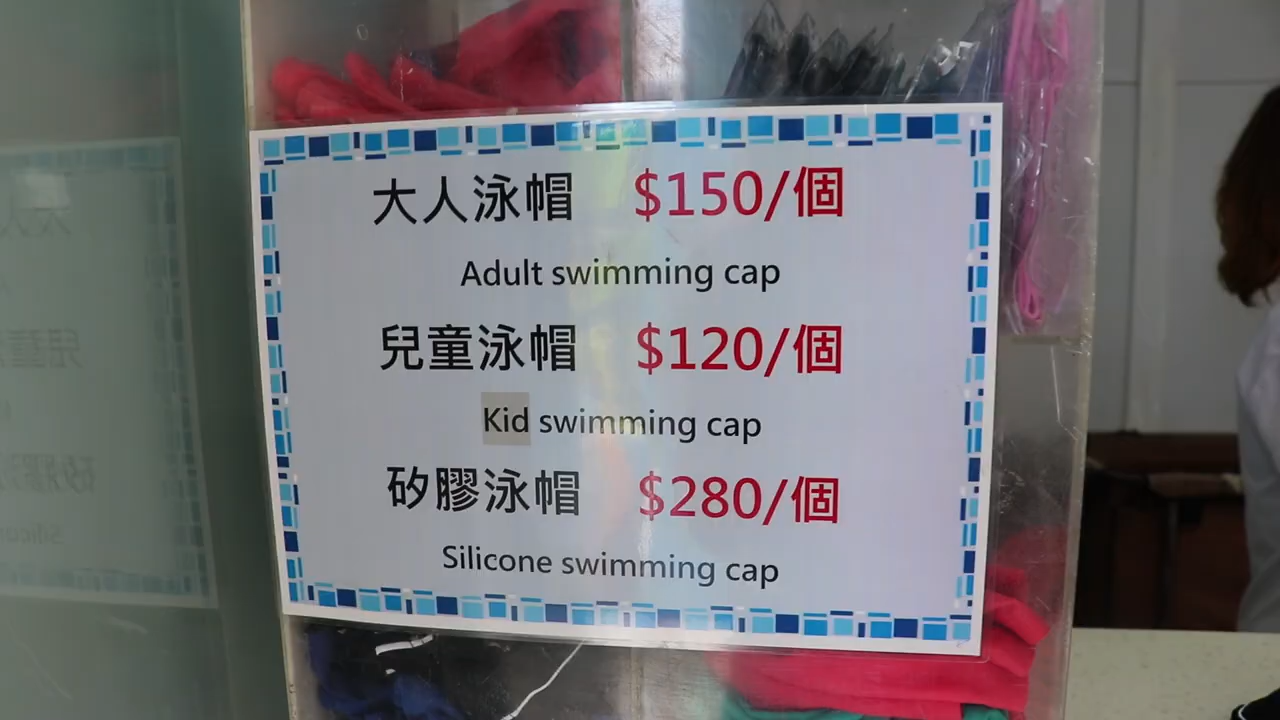 大人泳帽 $150/個
Adult swimming cap
兒童泳帽 $120/個
Kid swimming cap
矽膠泳帽 $280/個
Silicone swimming cap